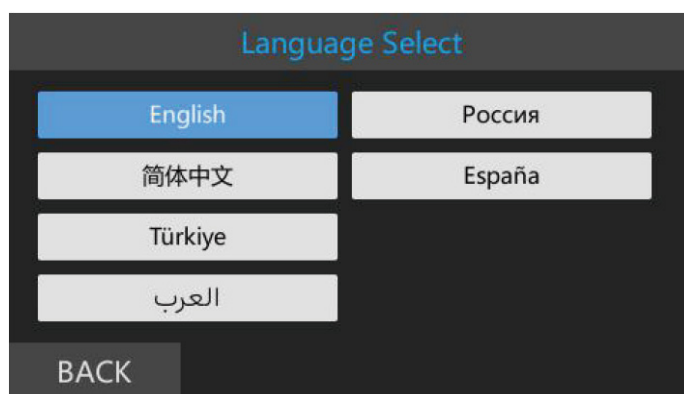 Language Select
English
Россия
简体中文
España
Türkiye
العرب
BACK